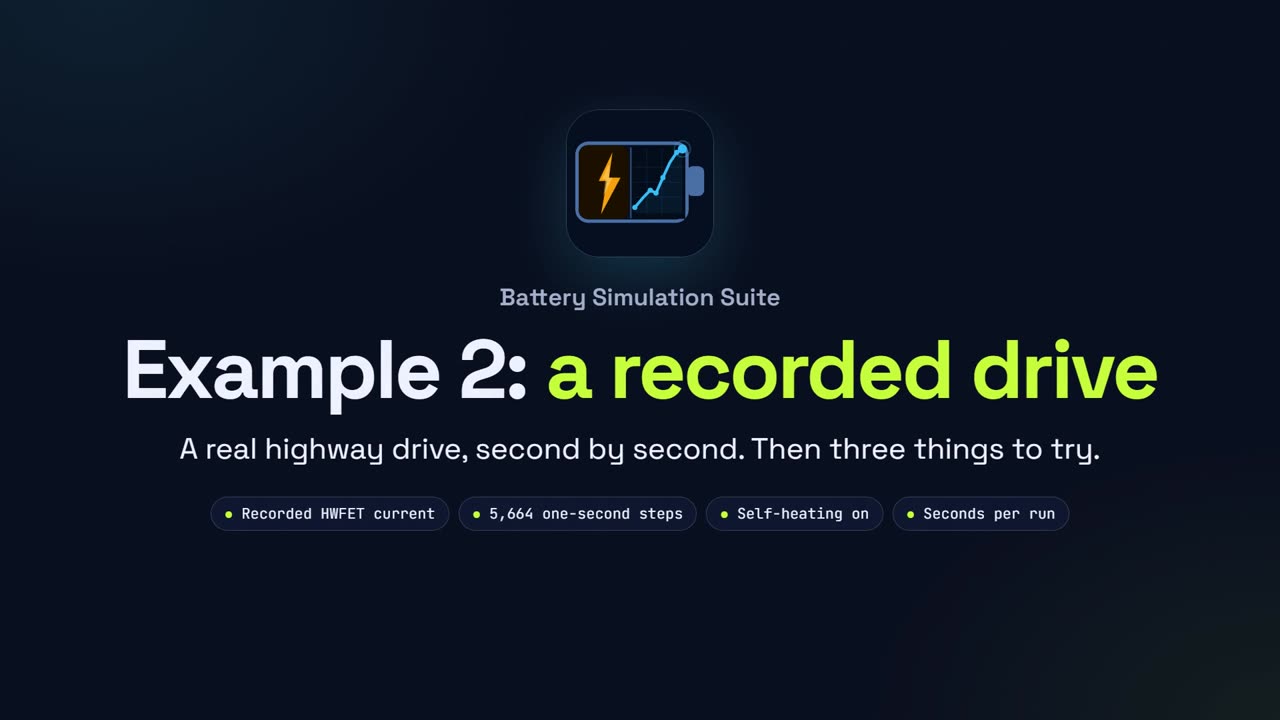 Battery Simulation Suite
Example 2: a recorded drive
A real highway drive, second by second. Then three things to try.
Recorded HWFET current
5,664 one-second steps
Self-heating on
Seconds per run